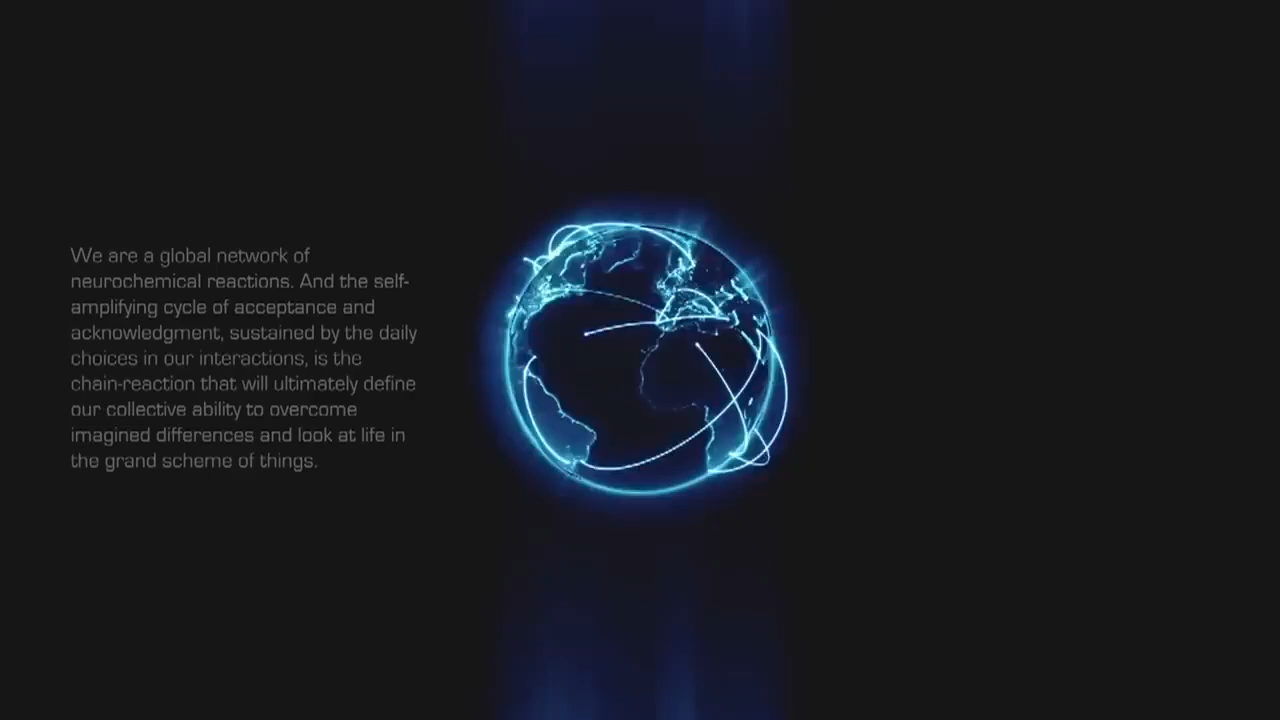 We are a global network of
neurochemical reactions. And the self-
amplifying cycle of acceptance and
acknowledgment, sustained by the daily
choices in our interactions, is the
chain-reaction that will ultimately define
our collective ability to overcome
imagined differences and look at life in
the grand scheme of things.